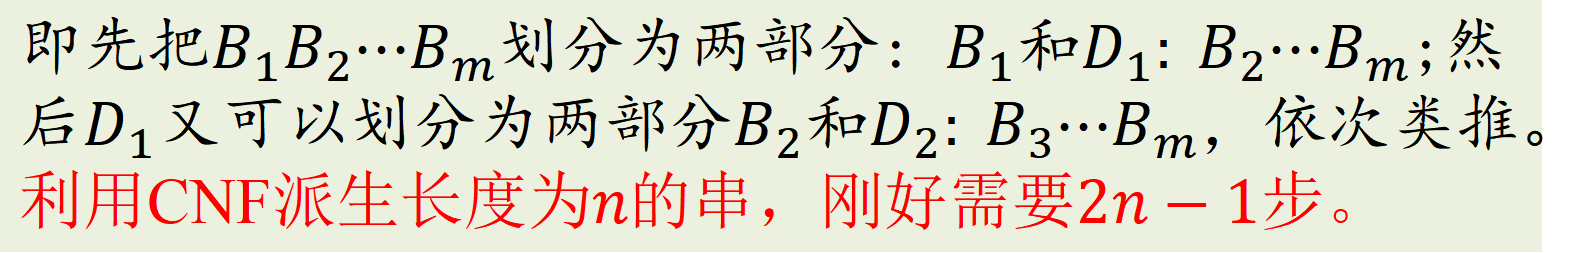 即先把B₁B₂⋯Bₘ划分为两部分：B₁和D₁: B₂⋯Bₘ;然
后D₁又可以划分为两部分B₂和D₂: B₃⋯Bₘ，依次类推。
利用CNF派生长度为n的串，刚好需要2n − 1步。